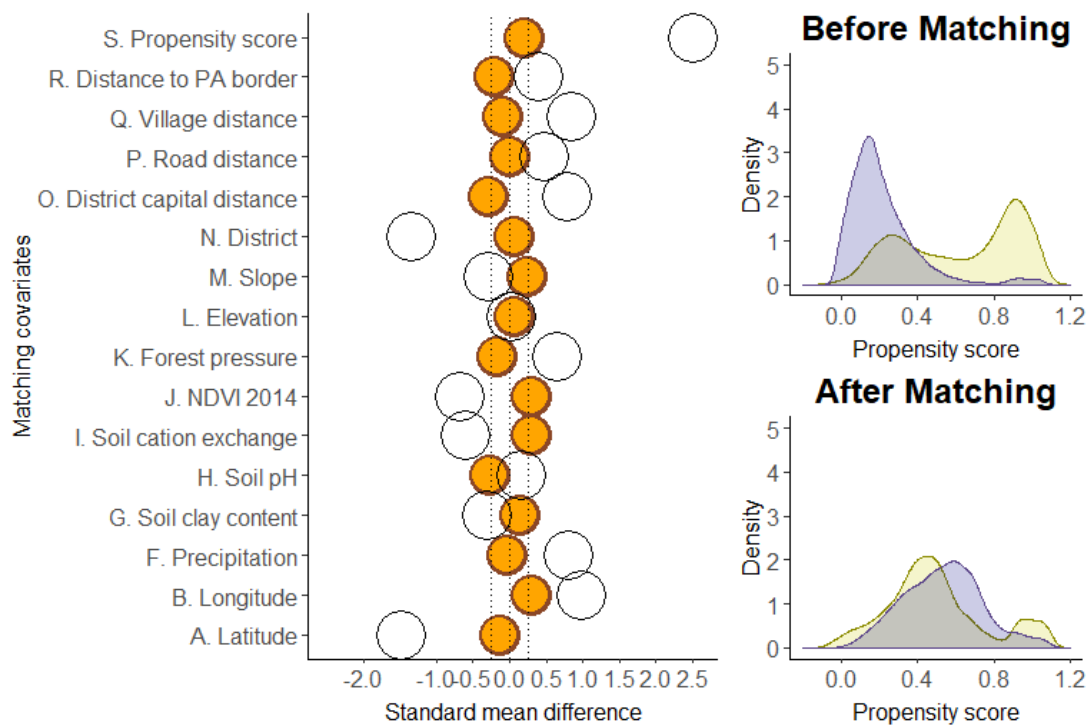 Matching covariates
S. Propensity score
R. Distance to PA border
Q. Village distance
P. Road distance
O. District capital distance
N. District
M. Slope
L. Elevation
K. Forest pressure
J. NDVI 2014
I. Soil cation exchange
H. Soil pH
G. Soil clay content
F. Precipitation
B. Longitude
A. Latitude
-2.0 -1.0 -0.5 0.0 0.5 1.0 1.5 2.0 2.5
Standard mean difference
Before Matching
Density
5
4
3
2
1
0
0.0 0.4 0.8 1.2
Propensity score
After Matching
Density
5
4
3
2
1
0
0.0 0.4 0.8 1.2
Propensity score